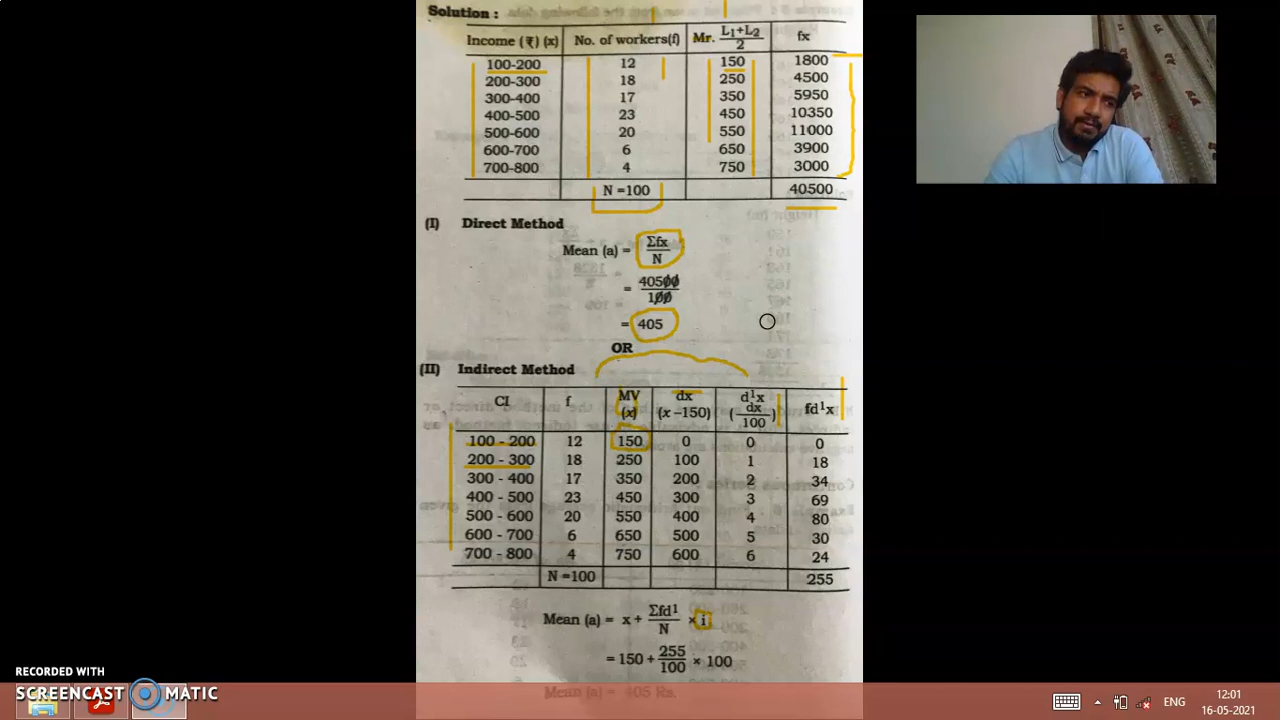 Solution :
Income (₹) (x) No. of workers(f) Mr. L₁+L₂/2 fx
100-200 12 150 1800
200-300 18 250 4500
300-400 17 350 5950
400-500 23 450 10350
500-600 20 550 11000
600-700 6 650 3900
700-800 4 750 3000
N =100 40500
(I) Direct Method
Mean (a) = Σfx/N
= 40500/100
= 405
OR
(II) Indirect Method
CI f MV (x) dx (x –150) d¹x (dx/100) fd¹x
100 - 200 12 150 0 0 0
200 - 300 18 250 100 1 18
300 - 400 17 350 200 2 34
400 - 500 23 450 300 3 69
500 - 600 20 550 400 4 80
600 - 700 6 650 500 5 30
700 - 800 4 750 600 6 24
N =100 255
Mean (a) = x + Σfd¹/N × i
= 150 + 255/100 × 100
Mean (a) = 405 Rs.
RECORDED WITH
SCREENCAST MATIC
ENG
12:01
16-05-2021